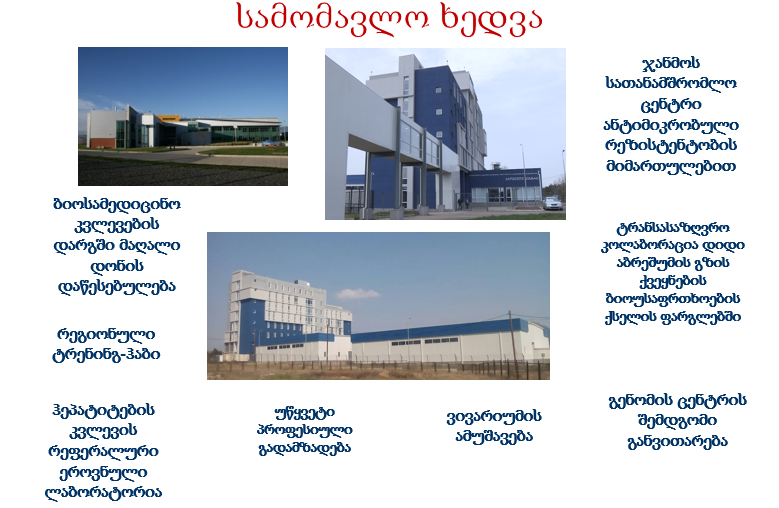 სამომავლო ხედვა
ჯანმოს
სათანამშრომლო
ცენტრი
ანტიმიკრობული
რეზისტენტობის
მიმართულებით
ბიოსამედიცინო
კვლევების
დარგში მაღალი
დონის
დაწესებულება
ტრანსასაზღვრო
კოლაბორაცია დიდი
აბრეშუმის გზის
ქვეყნების
ბიოუსაფრთხოების
ქსელის ფარგლებში
რეგიონული
ტრენინგ-ჰაბი
ჰეპატიტების
კვლევის
რეფერალური
ეროვნული
ლაბორატორია
უწყვეტი
პროფესიული
გადამზადება
ვივარიუმის
ამუშავება
გენომის ცენტრის
შემდგომი
განვითარება